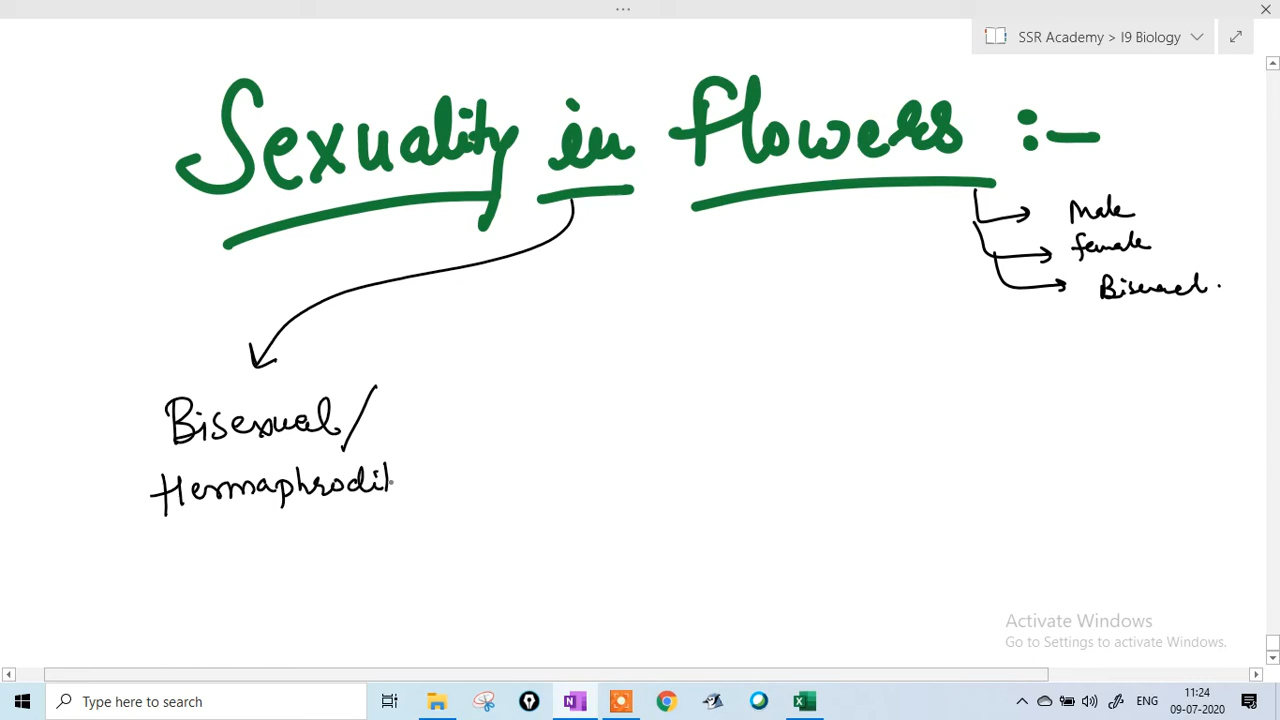 SSR Academy > I9 Biology
Sexuality in flowers :-
Male
female
Bisexual.
Bisexual/
Hermaphrodit
Activate Windows
Go to Settings to activate Windows.
Type here to search
ENG
11:24
09-07-2020